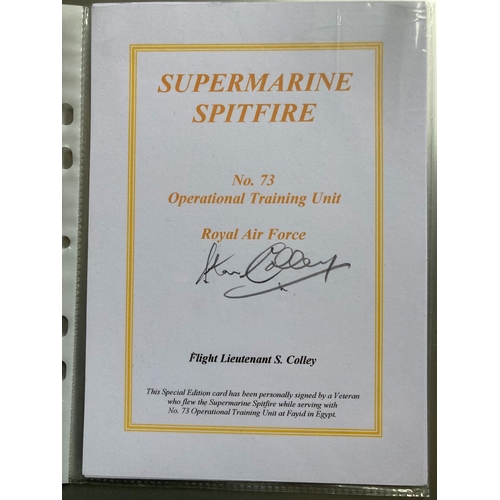 SUPERMARINE
SPITFIRE
No. 73
Operational Training Unit
Royal Air Force
Stan Colley
Flight Lieutenant S. Colley
This Special Edition card has been personally signed by a Veteran
who flew the Supermarine Spitfire while serving with
No. 73 Operational Training Unit at Fayid in Egypt.